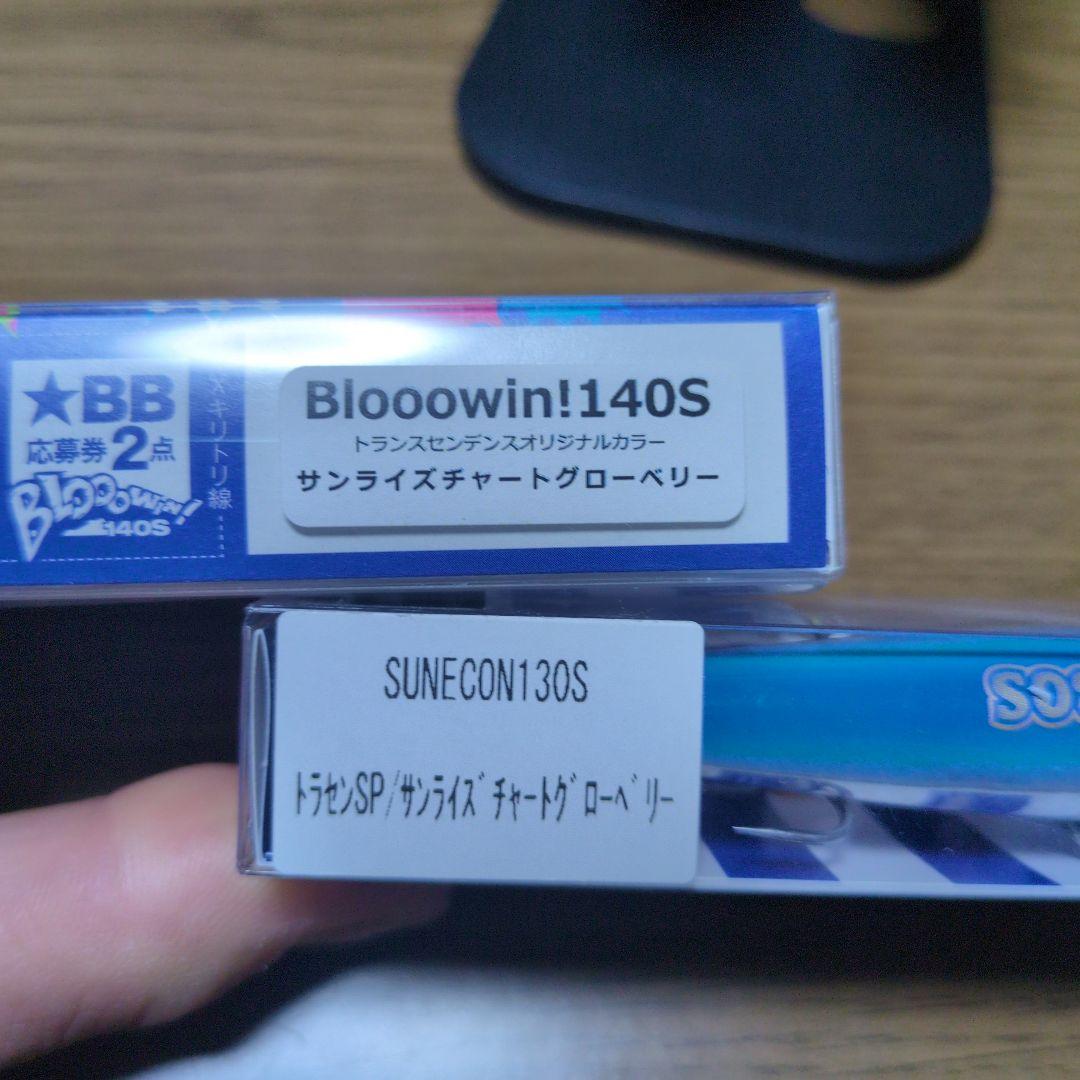 ★BB
応募券2点
BLOOOWIN!
140S
キリトリ線
Blooowin!140S
トランスセンデンスオリジナルカラー
サンライズチャートグローベリー
SUNECON130S
ﾄﾗｾﾝSP/ｻﾝﾗｲｽﾞﾁｬｰﾄｸﾞﾛｰﾍﾞﾘｰ